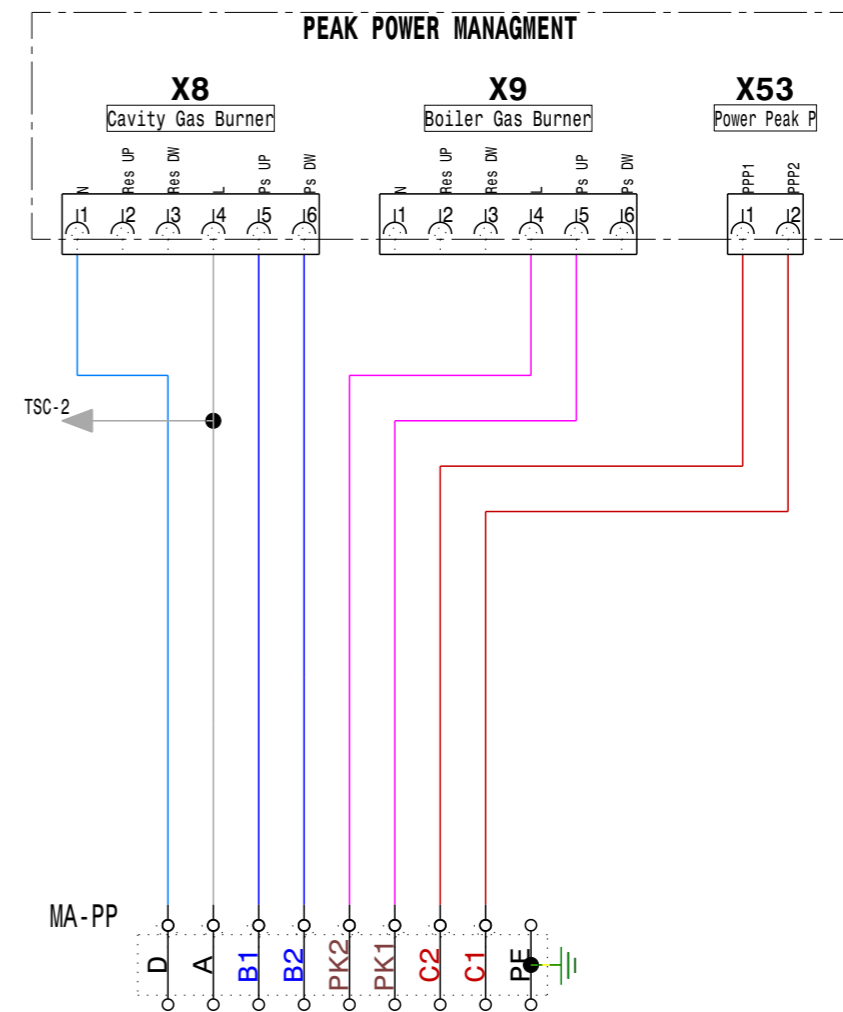 PEAK POWER MANAGMENT
X8 X9 X53
Cavity Gas Burner Boiler Gas Burner Power Peak P
N Res UP Res DW L Ps UP Ps DW N Res UP Res DW L Ps UP Ps DW PPP1 PPP2
1 2 3 4 5 6 1 2 3 4 5 6 1 2
TSC-2
MA-PP
D A B1 B2 PK2 PK1 C2 C1 PE